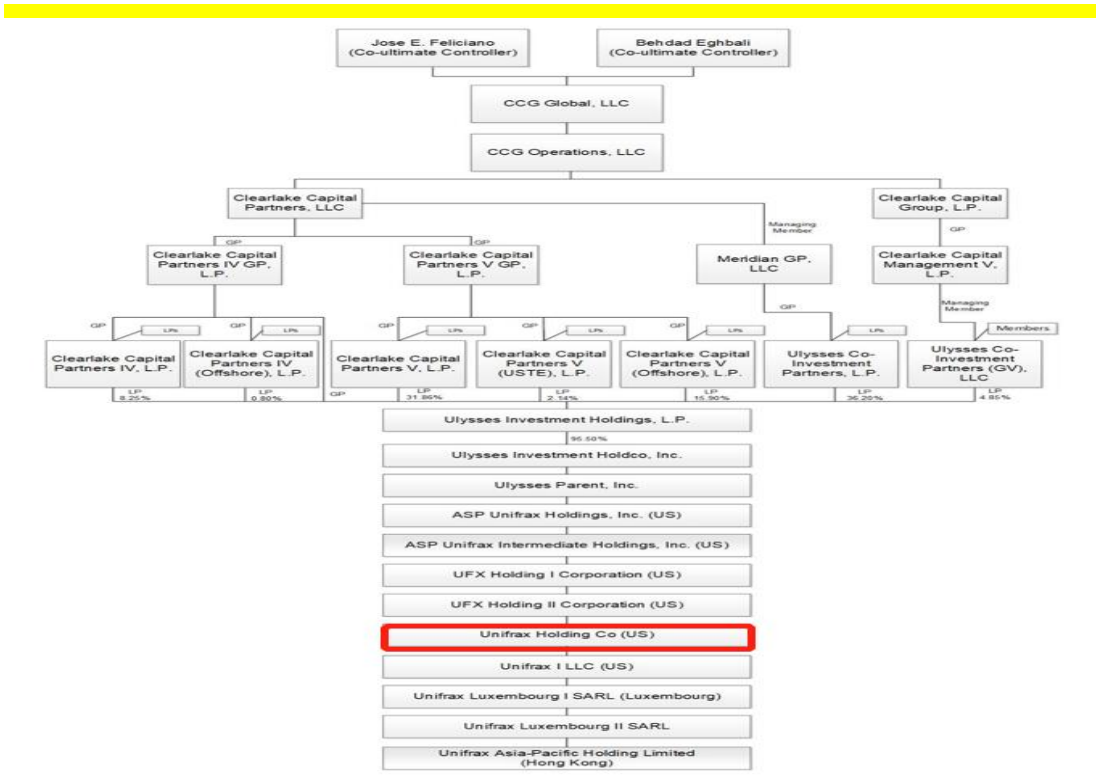 Jose E. Feliciano
(Co-ultimate Controller)
Behdad Eghbali
(Co-ultimate Controller)
CCG Global, LLC
CCG Operations, LLC
Clearlake Capital
Partners, LLC
Clearlake Capital
Group, L.P.
Managing
Member
GP
GP
GP
Clearlake Capital
Partners IV GP,
L.P.
Clearlake Capital
Partners V GP,
L.P.
Meridian GP,
LLC
Clearlake Capital
Management V,
L.P.
GP
Managing
Member
GP
LPs
GP
LPs
GP
LPs
GP
LPs
GP
LPs
LPs
Members
Clearlake Capital
Partners IV, L.P.
Clearlake Capital
Partners IV
(Offshore), L.P.
Clearlake Capital
Partners V, L.P.
Clearlake Capital
Partners V
(USTE), L.P.
Clearlake Capital
Partners V
(Offshore), L.P.
Ulysses Co-
Investment
Partners, L.P.
Ulysses Co-
Investment
Partners (GV),
LLC
LP
8.25%
LP
0.80%
GP
LP
31.86%
LP
2.14%
LP
15.90%
LP
36.20%
LP
4.85%
Ulysses Investment Holdings, L.P.
95.50%
Ulysses Investment Holdco, Inc.
Ulysses Parent, Inc.
ASP Unifrax Holdings, Inc. (US)
ASP Unifrax Intermediate Holdings, Inc. (US)
UFX Holding I Corporation (US)
UFX Holding II Corporation (US)
Unifrax Holding Co (US)
Unifrax I LLC (US)
Unifrax Luxembourg I SARL (Luxembourg)
Unifrax Luxembourg II SARL
Unifrax Asia-Pacific Holding Limited
(Hong Kong)